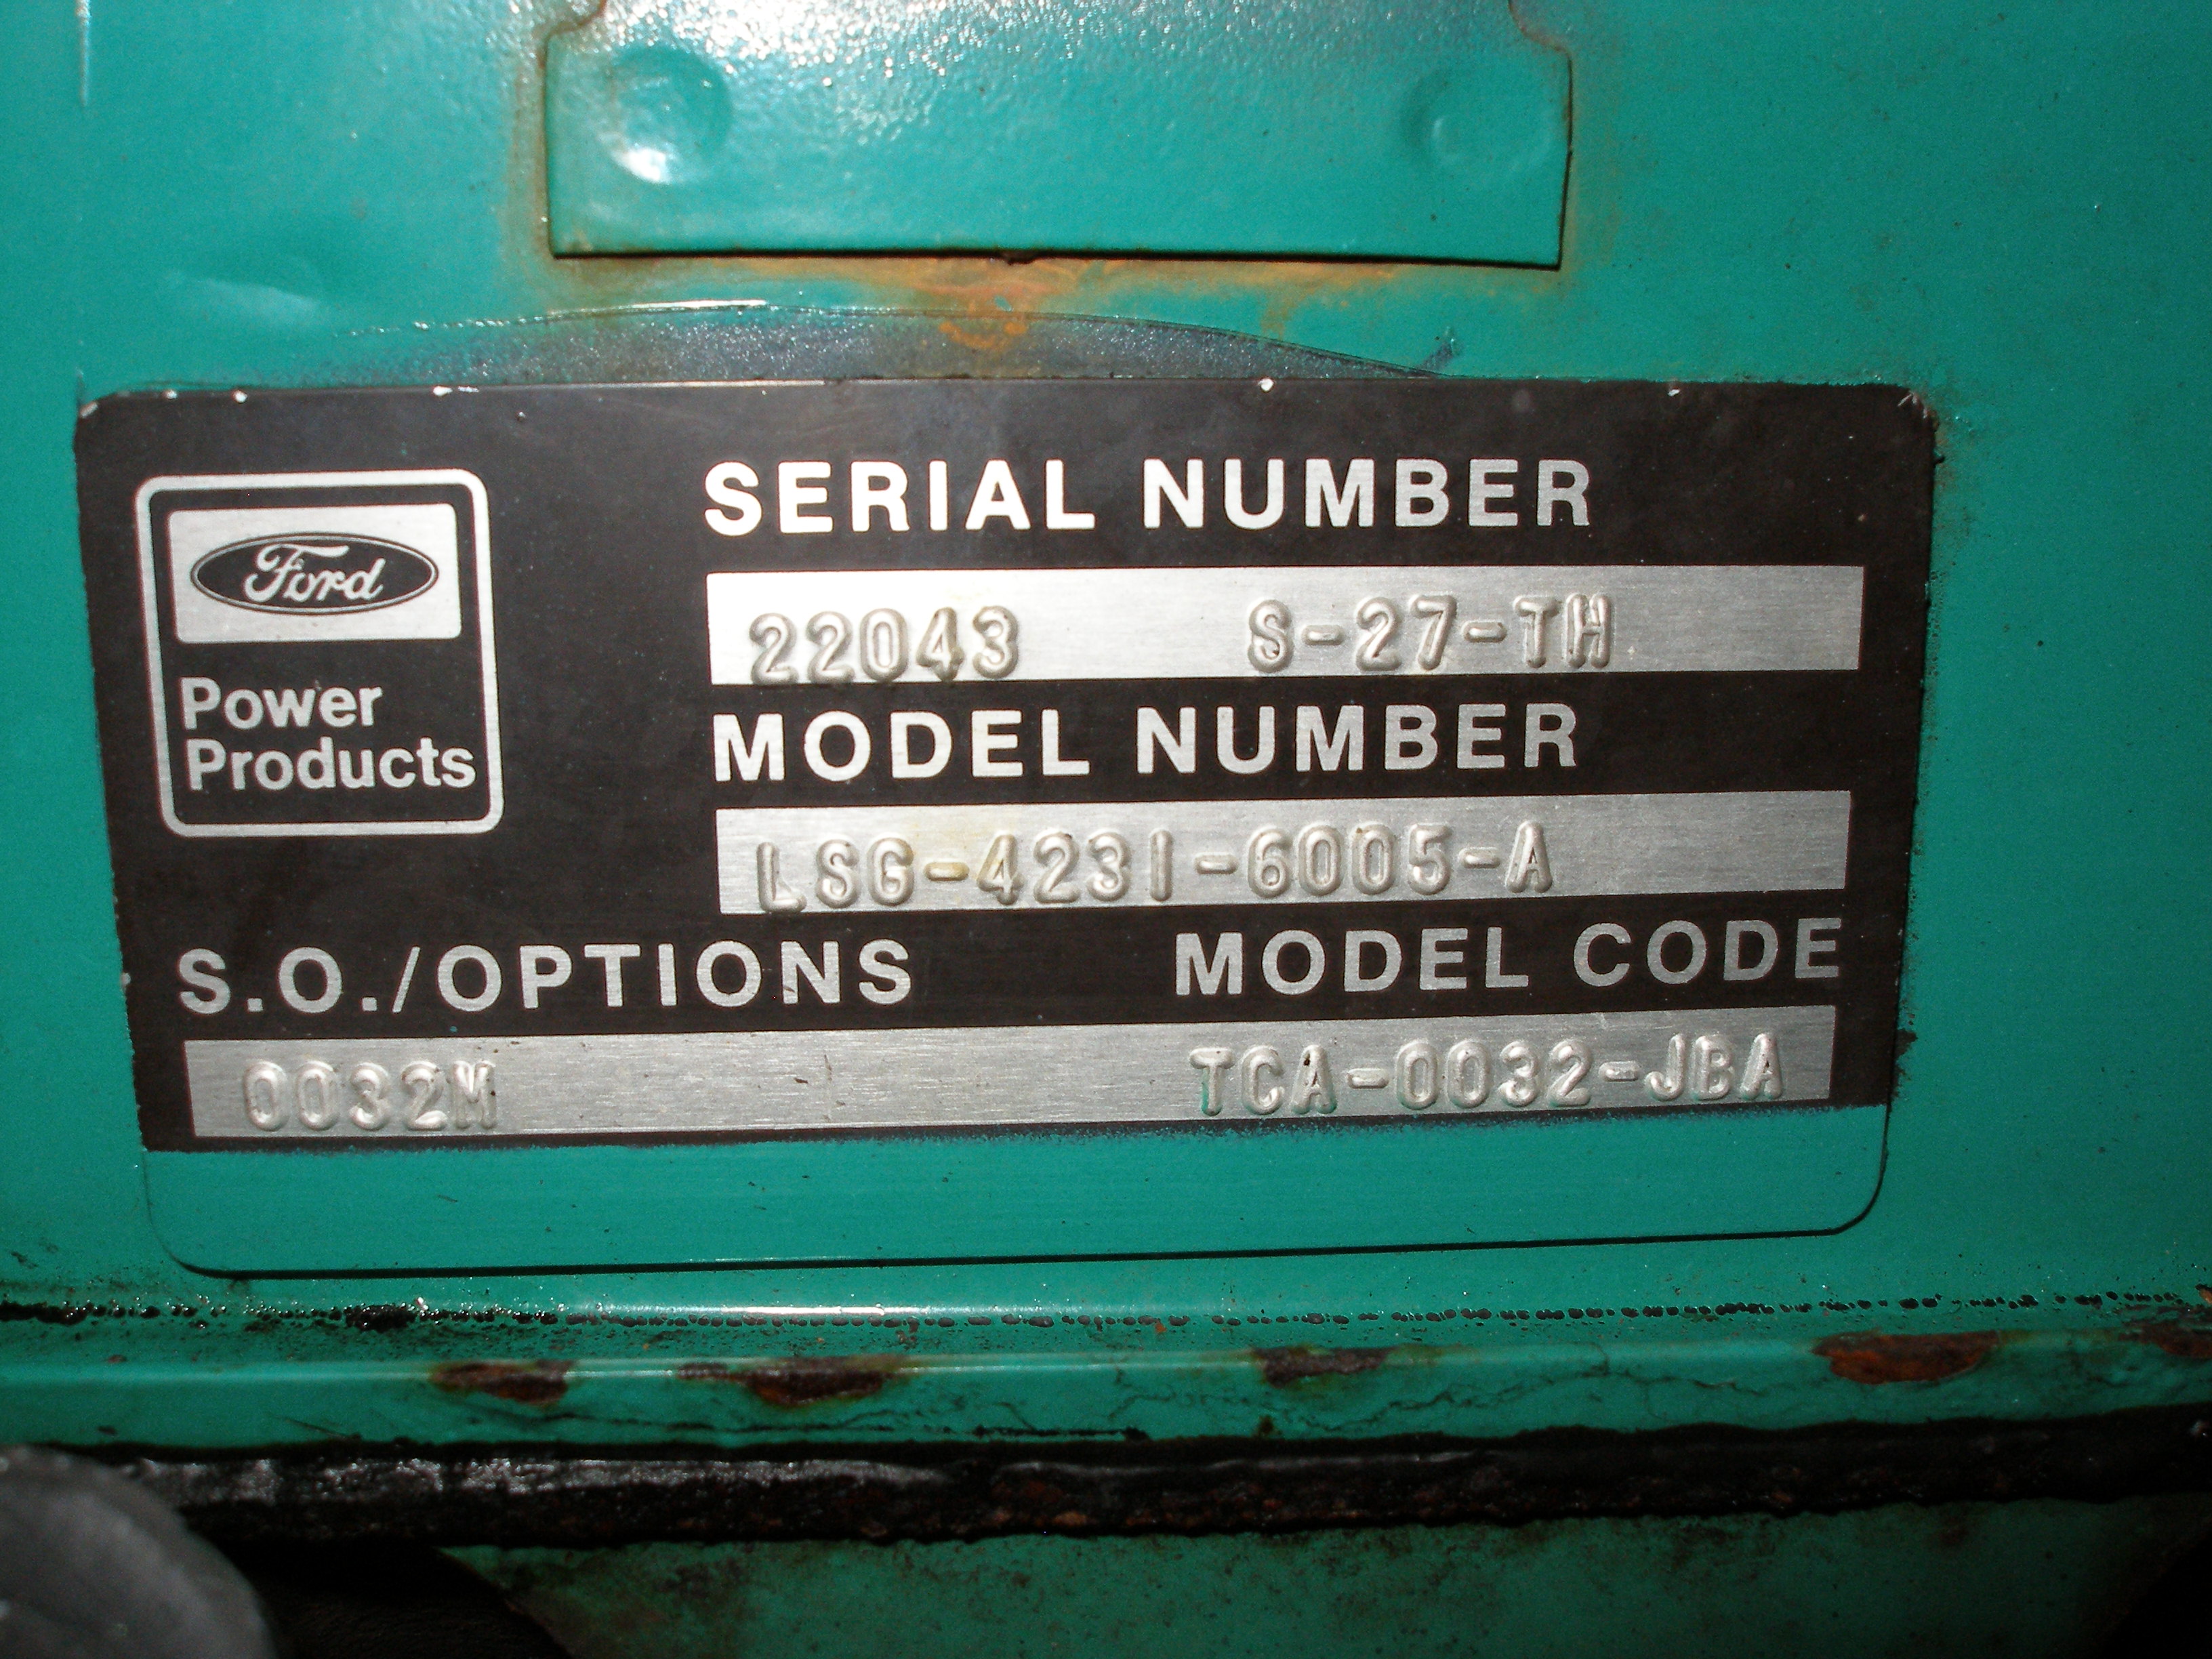 Ford
Power
Products
SERIAL NUMBER
22043 S-27-TH
MODEL NUMBER
LSG-4231-6005-A
S.O./OPTIONS MODEL CODE
0032M TCA-0032-JBA